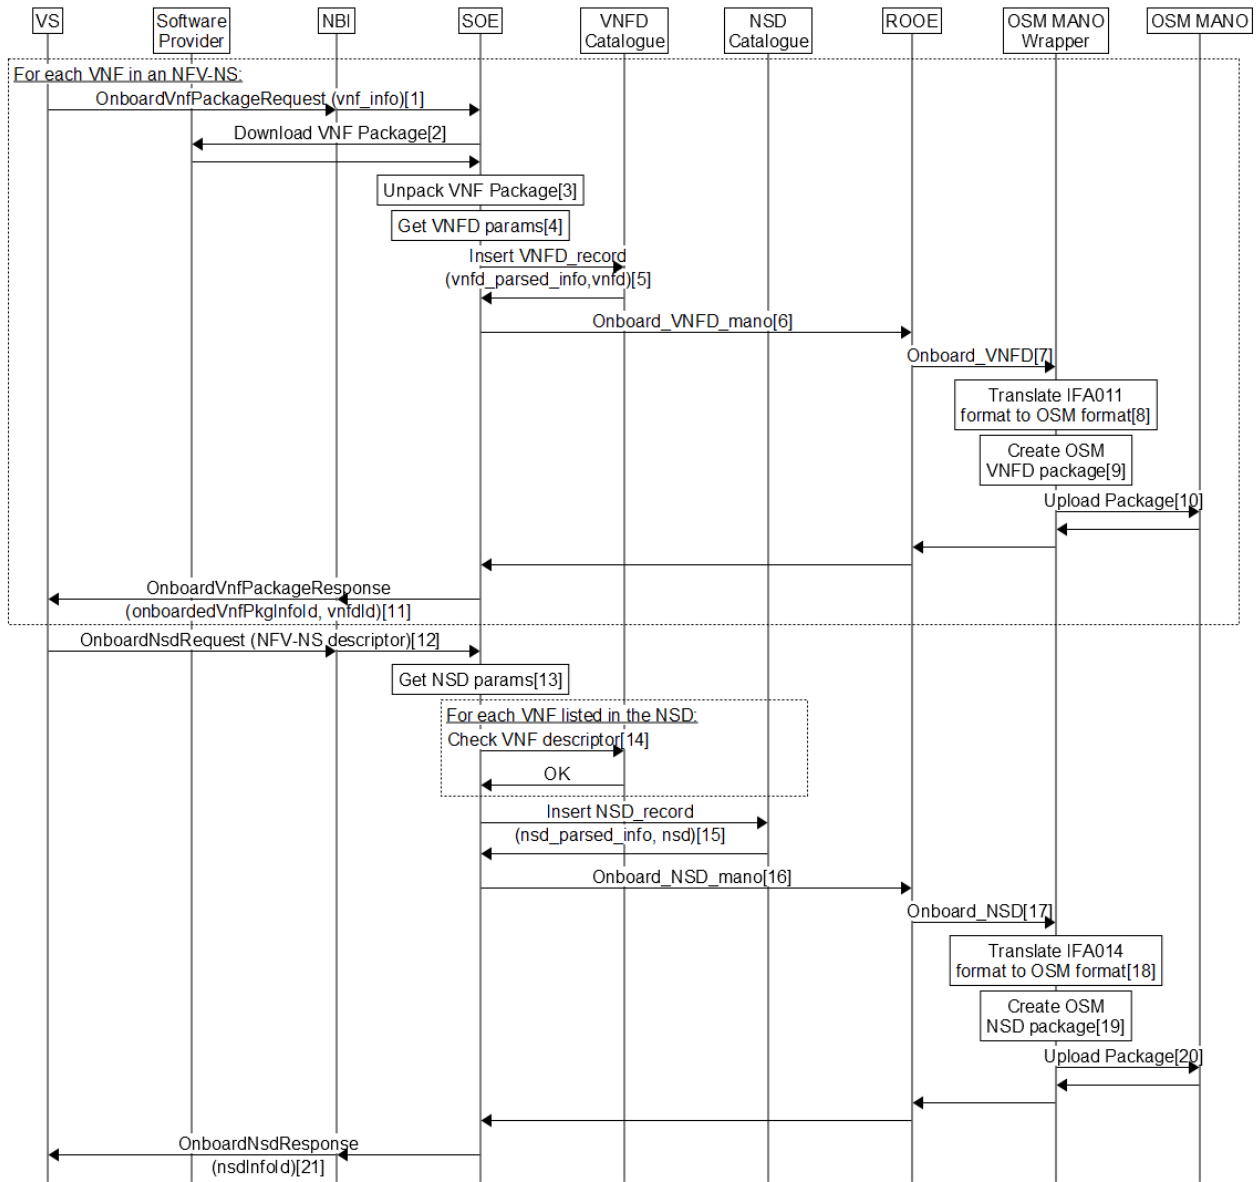 VS
Software
Provider
NBI
SOE
VNFD
Catalogue
NSD
Catalogue
ROOE
OSM MANO
Wrapper
OSM MANO
For each VNF in an NFV-NS:
OnboardVnfPackageRequest (vnf_info)[1]
Download VNF Package[2]
Unpack VNF Package[3]
Get VNFD params[4]
Insert VNFD_record
(vnfd_parsed_info,vnfd)[5]
Onboard_VNFD_mano[6]
Onboard_VNFD[7]
Translate IFA011
format to OSM format[8]
Create OSM
VNFD package[9]
Upload Package[10]
OnboardVnfPackageResponse
(onboardedVnfPkgInfoId, vnfdId)[11]
OnboardNsdRequest (NFV-NS descriptor)[12]
Get NSD params[13]
For each VNF listed in the NSD:
Check VNF descriptor[14]
OK
Insert NSD_record
(nsd_parsed_info, nsd)[15]
Onboard_NSD_mano[16]
Onboard_NSD[17]
Translate IFA014
format to OSM format[18]
Create OSM
NSD package[19]
Upload Package[20]
OnboardNsdResponse
(nsdInfoId)[21]